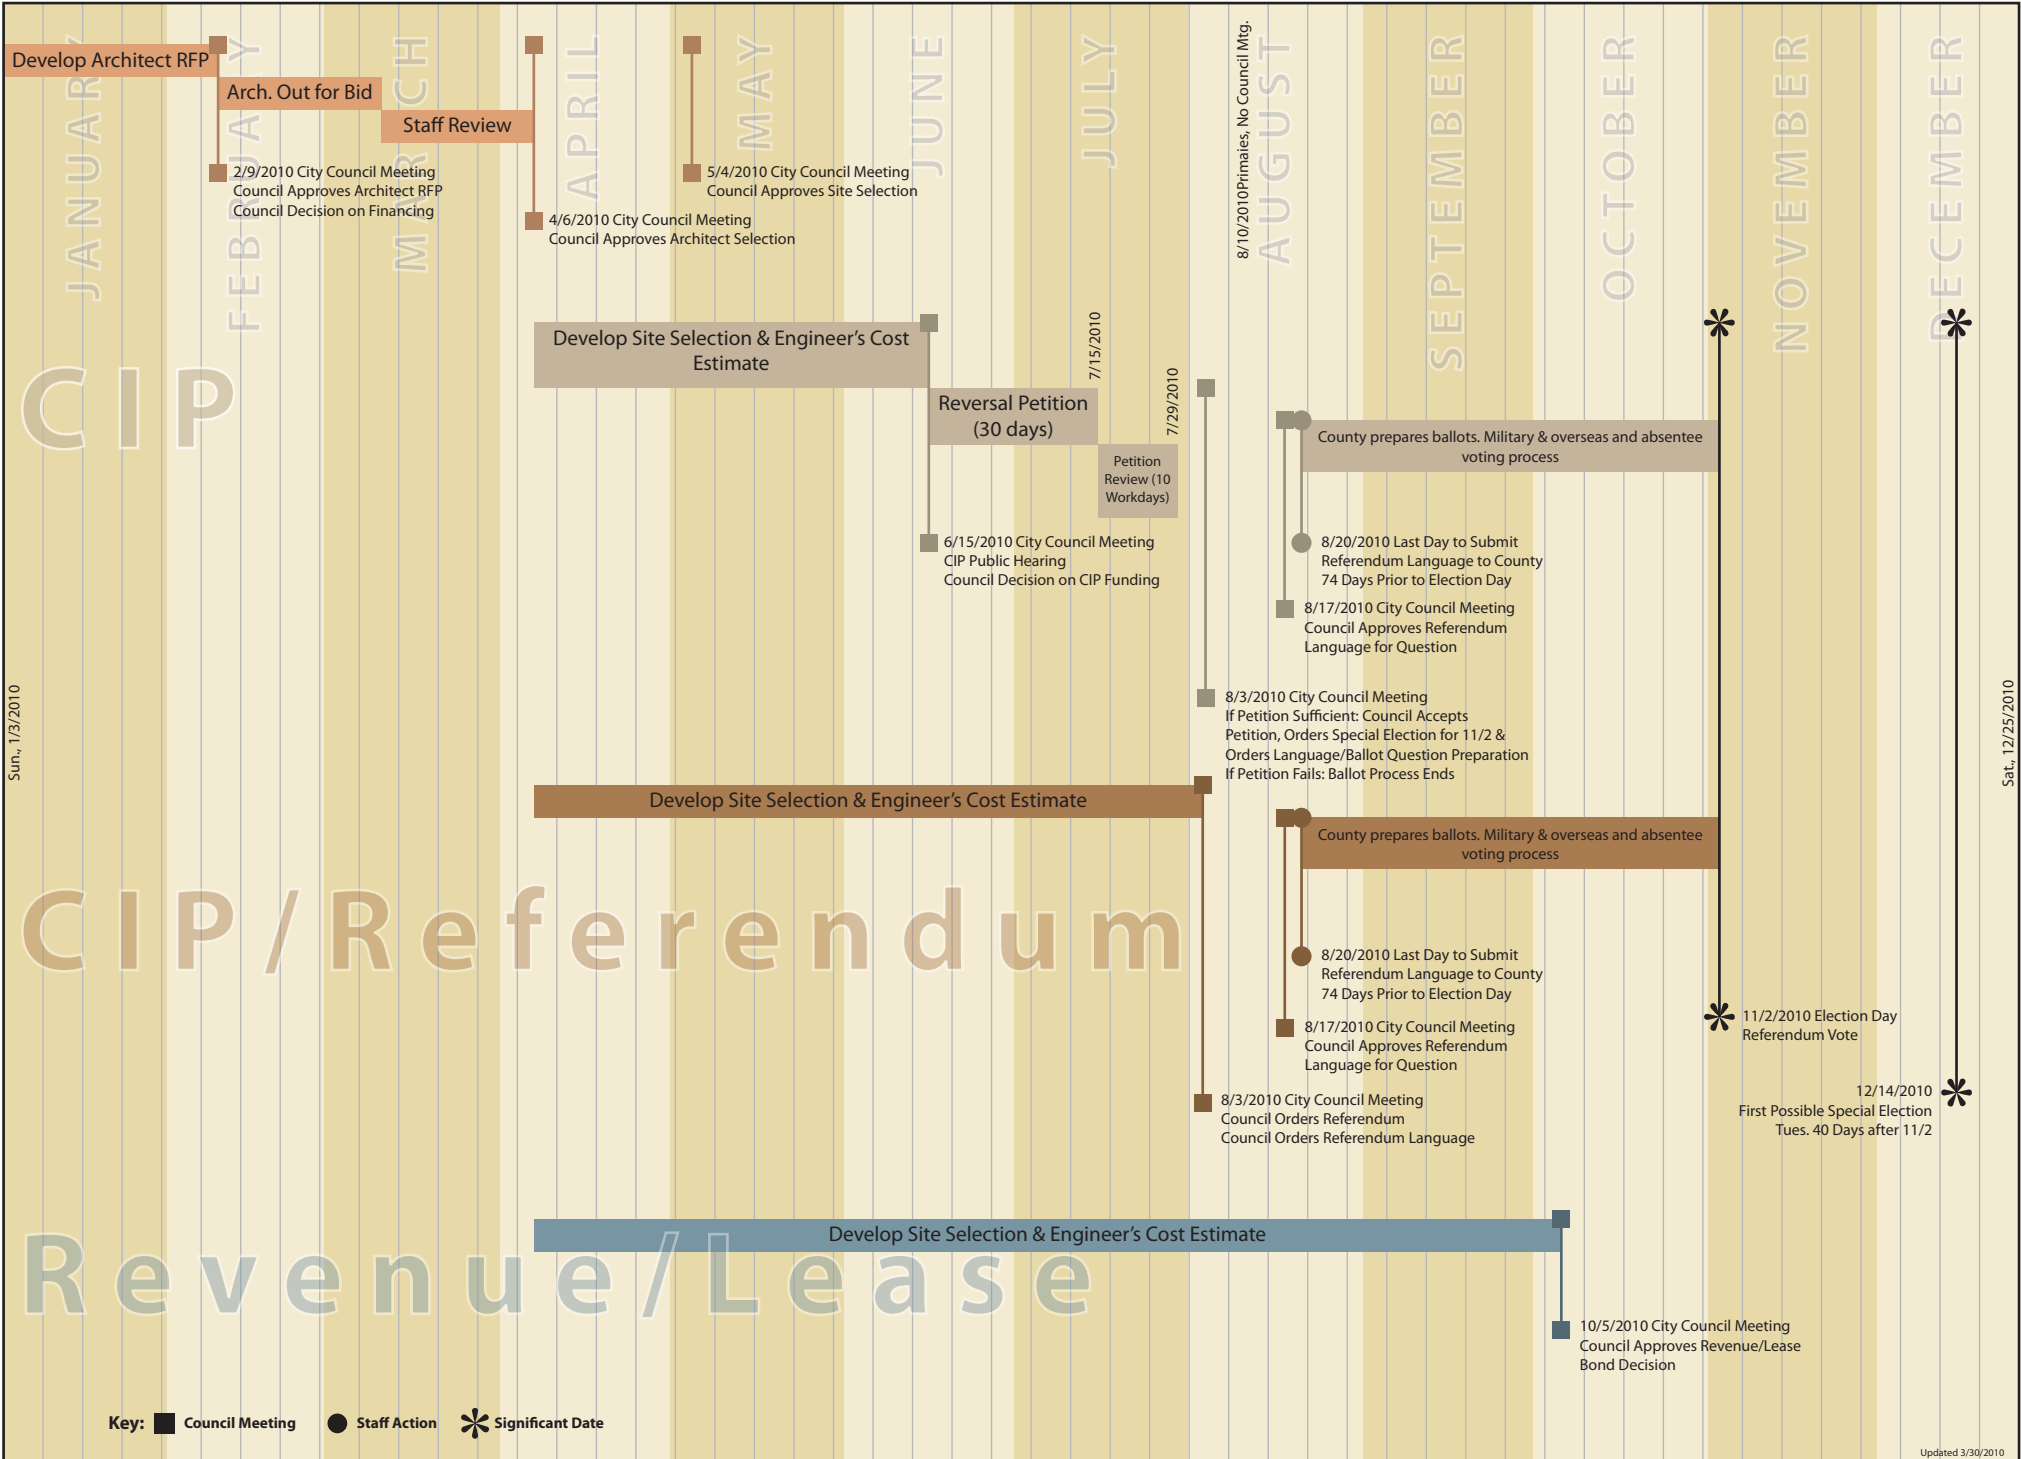 JANUARY
FEBRUARY
MARCH
APRIL
MAY
JUNE
JULY
AUGUST
SEPTEMBER
OCTOBER
NOVEMBER
DECEMBER
Develop Architect RFP
Arch. Out for Bid
Staff Review
2/9/2010 City Council Meeting
Council Approves Architect RFP
Council Decision on Financing
4/6/2010 City Council Meeting
Council Approves Architect Selection
5/4/2010 City Council Meeting
Council Approves Site Selection
8/10/2010Primaies, No Council Mtg.
CIP
Develop Site Selection & Engineer's Cost
Estimate
Reversal Petition
(30 days)
7/15/2010
Petition
Review (10
Workdays)
7/29/2010
County prepares ballots. Military & overseas and absentee
voting process
6/15/2010 City Council Meeting
CIP Public Hearing
Council Decision on CIP Funding
8/20/2010 Last Day to Submit
Referendum Language to County
74 Days Prior to Election Day
8/17/2010 City Council Meeting
Council Approves Referendum
Language for Question
8/3/2010 City Council Meeting
If Petition Sufficient: Council Accepts
Petition, Orders Special Election for 11/2 &
Orders Language/Ballot Question Preparation
If Petition Fails: Ballot Process Ends
Sun., 1/3/2010
Sat., 12/25/2010
Develop Site Selection & Engineer's Cost Estimate
County prepares ballots. Military & overseas and absentee
voting process
CIP/Referendum
8/20/2010 Last Day to Submit
Referendum Language to County
74 Days Prior to Election Day
8/17/2010 City Council Meeting
Council Approves Referendum
Language for Question
11/2/2010 Election Day
Referendum Vote
8/3/2010 City Council Meeting
Council Orders Referendum
Council Orders Referendum Language
12/14/2010
First Possible Special Election
Tues. 40 Days after 11/2
Develop Site Selection & Engineer's Cost Estimate
Revenue/Lease
10/5/2010 City Council Meeting
Council Approves Revenue/Lease
Bond Decision
Key: Council Meeting Staff Action Significant Date
Updated 3/30/2010